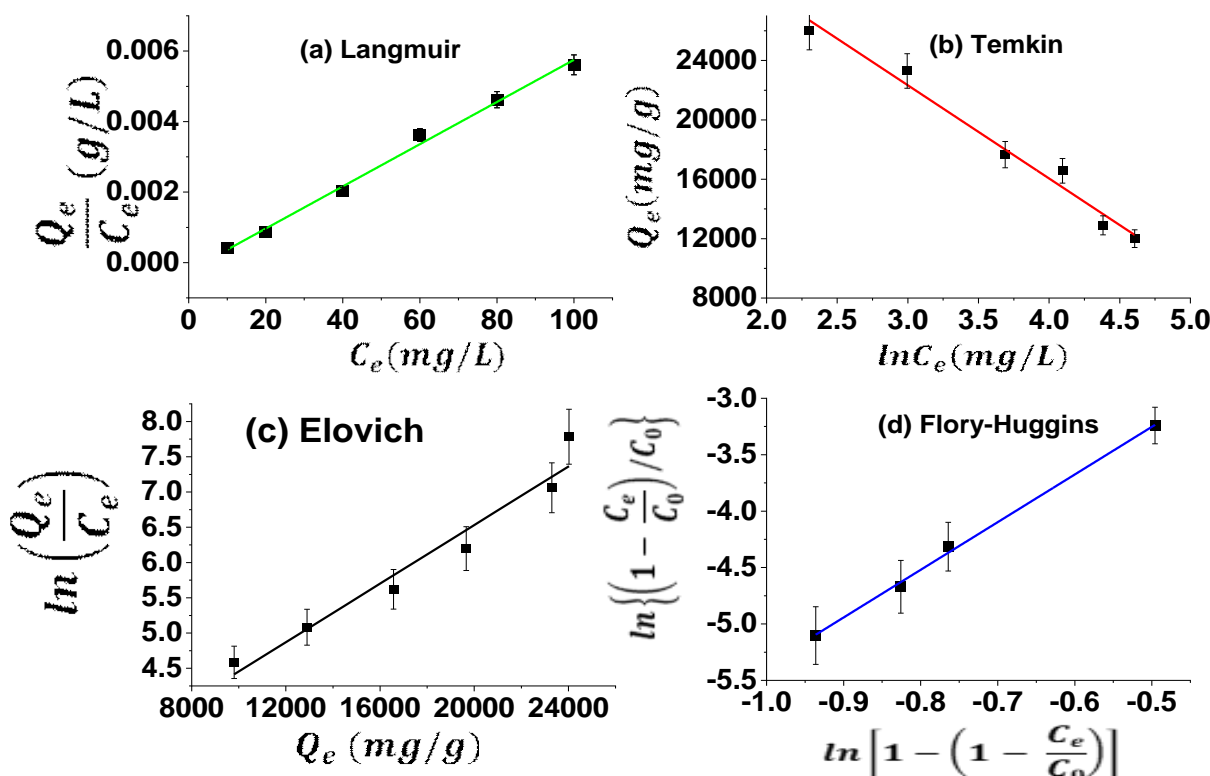 (a) Langmuir
0.006
0.004
0.002
0.000
Q_e/C_e (g/L)
0 20 40 60 80 100
C_e(mg/L)
(b) Temkin
24000
20000
16000
12000
8000
Q_e(mg/g)
2.0 2.5 3.0 3.5 4.0 4.5 5.0
lnC_e(mg/L)
(c) Elovich
8.0
7.5
7.0
6.5
6.0
5.5
5.0
4.5
ln(Q_e/C_e)
8000 12000 16000 20000 24000
Q_e (mg/g)
(d) Flory-Huggins
-3.0
-3.5
-4.0
-4.5
-5.0
-5.5
ln{(1 - C_e/C_0)/C_0}
-1.0 -0.9 -0.8 -0.7 -0.6 -0.5
ln[1 - (1 - C_e/C_0)]